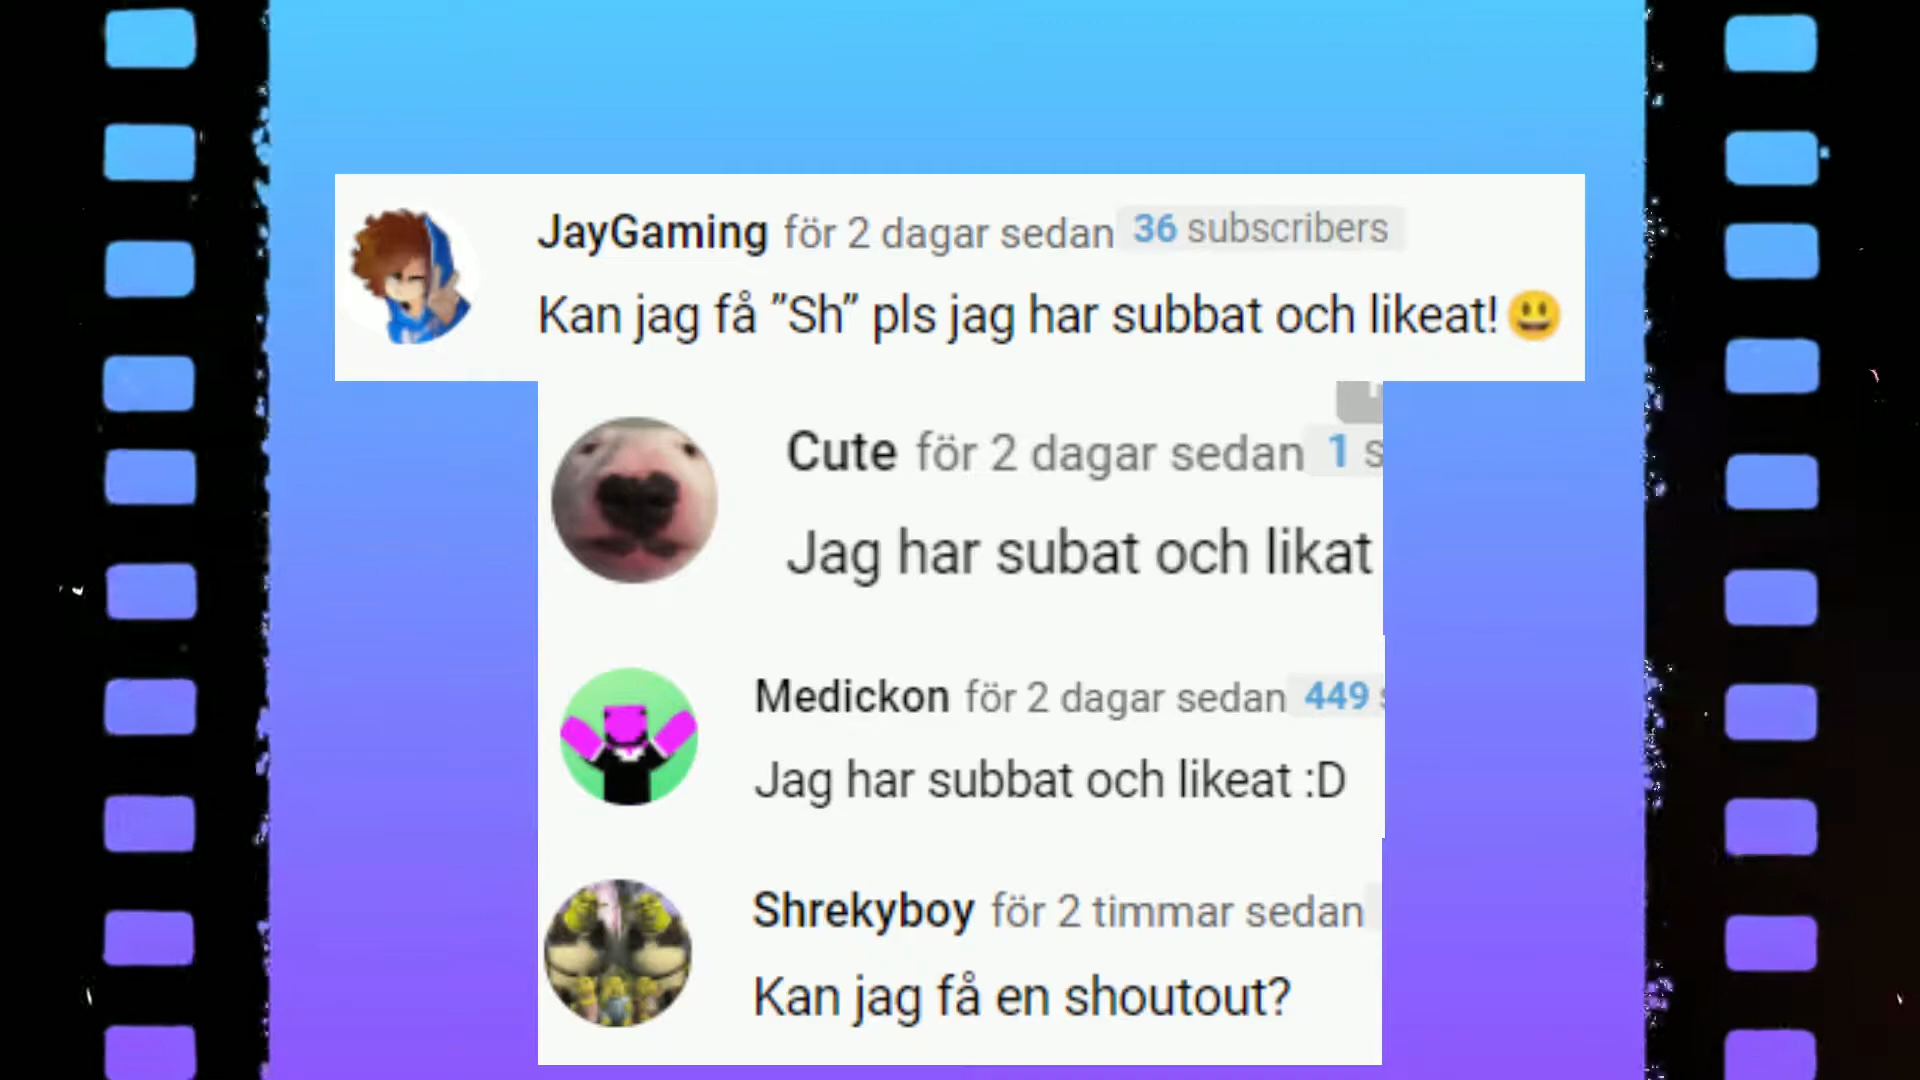 JayGaming för 2 dagar sedan 36 subscribers
Kan jag få ”Sh” pls jag har subbat och likeat! 😃
Cute för 2 dagar sedan 1 s
Jag har subat och likat
Medickon för 2 dagar sedan 449
Jag har subbat och likeat :D
Shrekyboy för 2 timmar sedan
Kan jag få en shoutout?